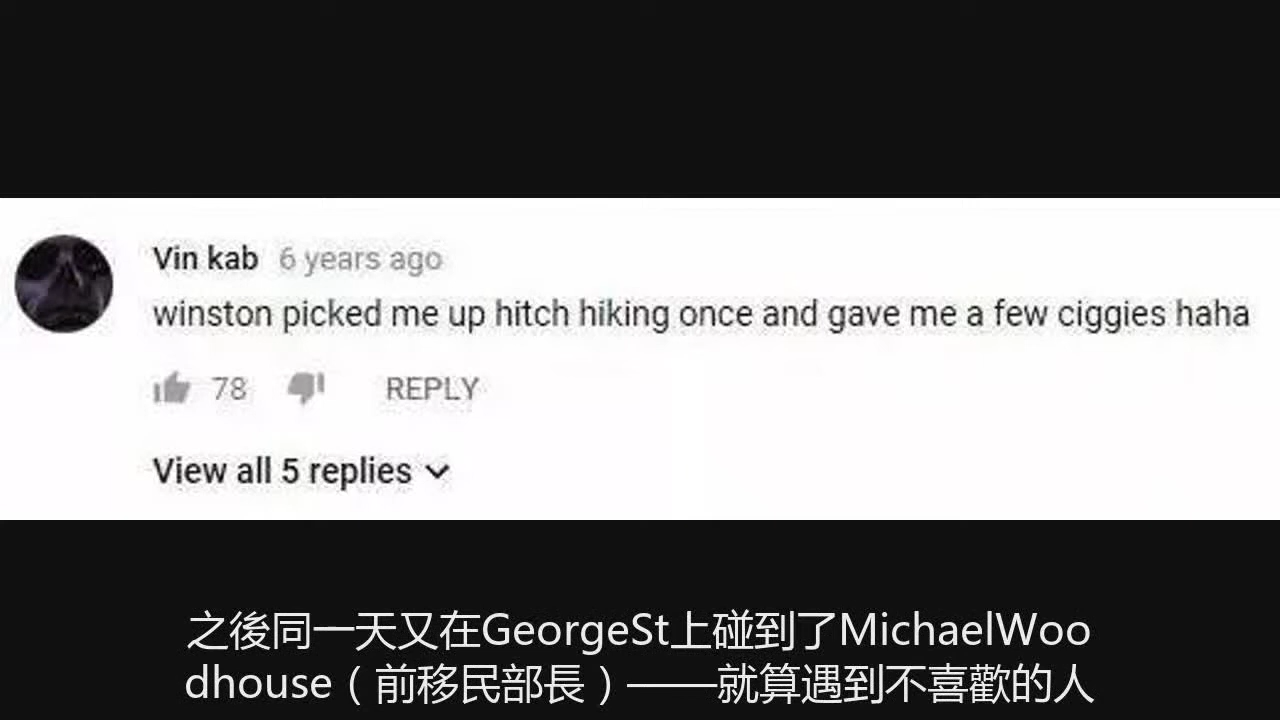 Vin kab 6 years ago
winston picked me up hitch hiking once and gave me a few ciggies haha
78 REPLY
View all 5 replies
之後同一天又在GeorgeSt上碰到了MichaelWoo
dhouse（前移民部長）——就算遇到不喜歡的人